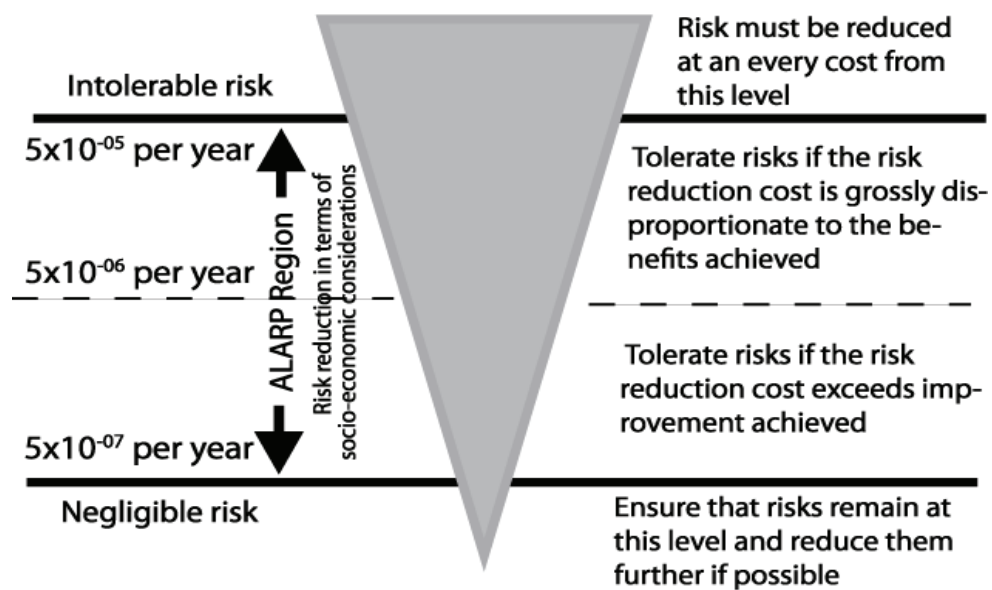 Risk must be reduced
at an every cost from
this level
Intolerable risk
5x10⁻⁰⁵ per year
Tolerate risks if the risk
reduction cost is grossly dis-
proportionate to the be-
nefits achieved
5x10⁻⁰⁶ per year
ALARP Region
Risk reduction in terms of
socio-economic considerations
Tolerate risks if the risk
reduction cost exceeds imp-
rovement achieved
5x10⁻⁰⁷ per year
Negligible risk
Ensure that risks remain at
this level and reduce them
further if possible